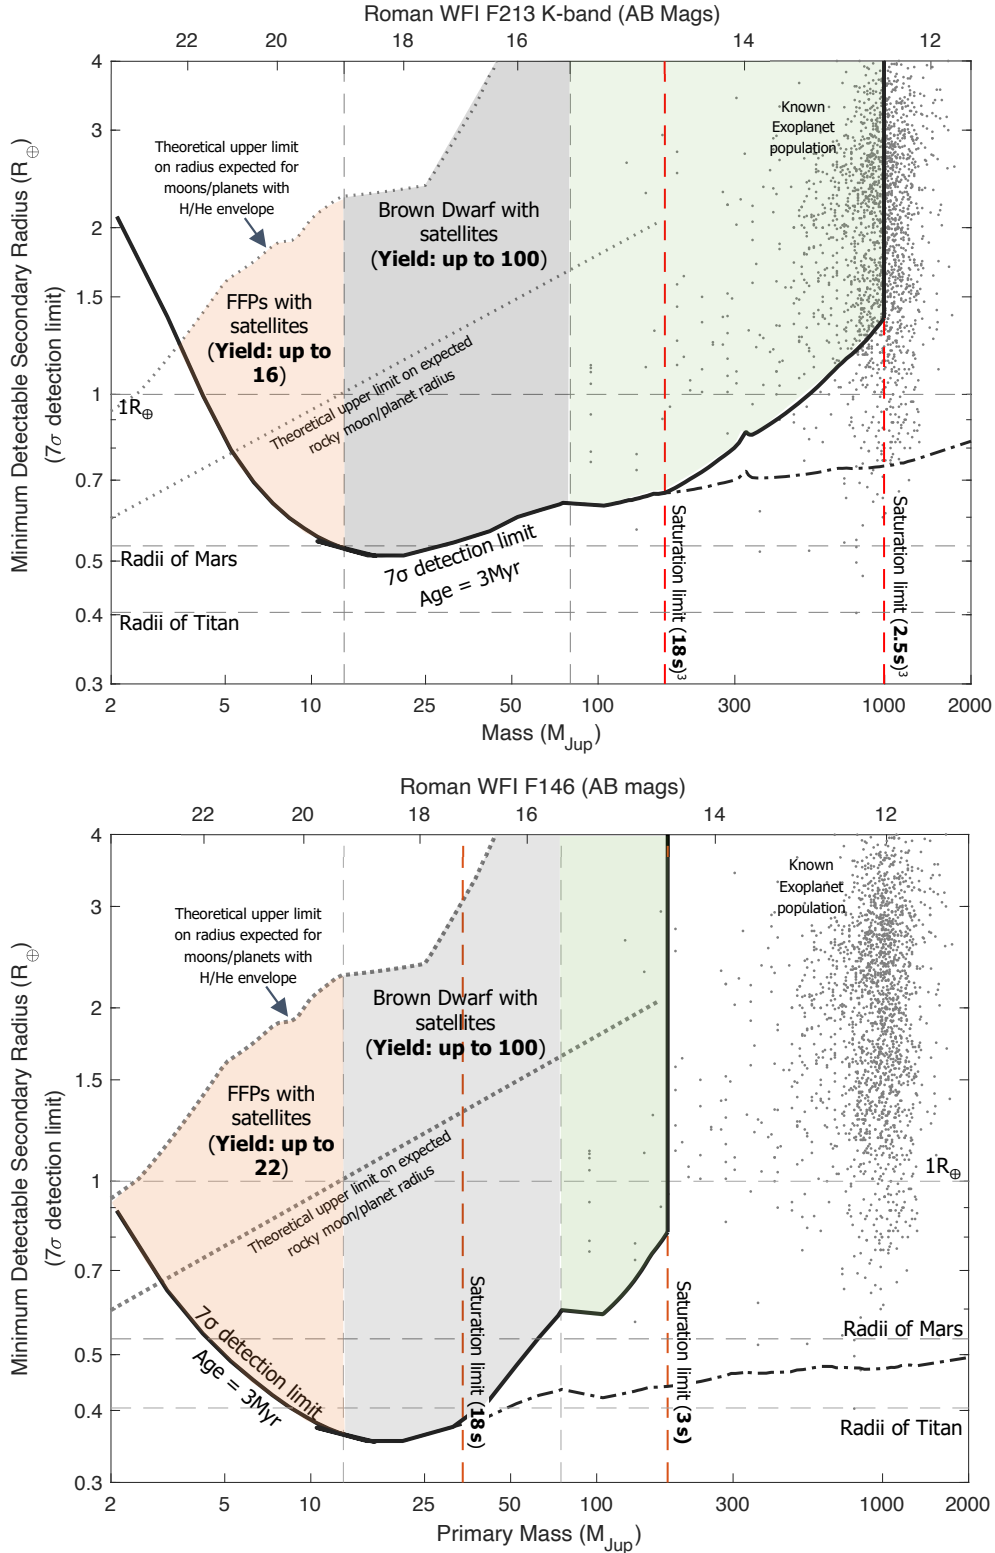 Roman WFI F213 K-band (AB Mags)
22 20 18 16 14 12
4
3
2
1.5
1
0.7
0.5
0.4
0.3
Minimum Detectable Secondary Radius (R⊕)
(7σ detection limit)
Known
Exoplanet
population
Theoretical upper limit
on radius expected for
moons/planets with
H/He envelope
Brown Dwarf with
satellites
(Yield: up to 100)
FFPs with
satellites
(Yield: up to
16)
Theoretical upper limit on expected
rocky moon/planet radius
1R⊕
Radii of Mars
7σ detection limit
Age = 3Myr
Radii of Titan
Saturation limit (18s)³
Saturation limit (2.5s)³
2 5 10 25 50 100 300 1000 2000
Mass (MJup)
Roman WFI F146 (AB mags)
22 20 18 16 14 12
4
3
2
1.5
1
0.7
0.5
0.4
0.3
Minimum Detectable Secondary Radius (R⊕)
(7σ detection limit)
Known
Exoplanet
population
Theoretical upper limit
on radius expected for
moons/planets with
H/He envelope
Brown Dwarf with
satellites
(Yield: up to 100)
FFPs with
satellites
(Yield: up to
22)
1R⊕
Theoretical upper limit on expected
rocky moon/planet radius
7σ detection limit
Age = 3Myr
Saturation limit (18s)
Saturation limit (3s)
Radii of Mars
Radii of Titan
2 5 10 25 50 100 300 1000 2000
Primary Mass (MJup)